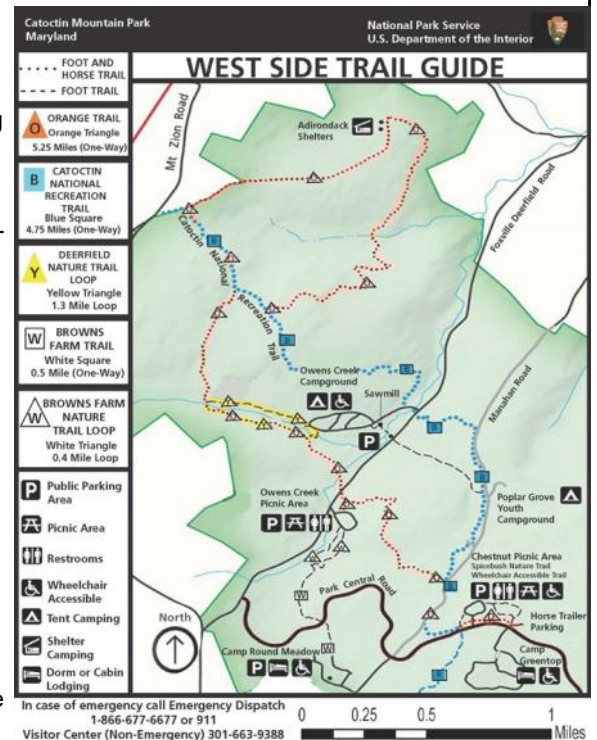 Catoctin Mountain Park
Maryland
National Park Service
U.S. Department of the Interior
WEST SIDE TRAIL GUIDE
FOOT AND
HORSE TRAIL
FOOT TRAIL
O
ORANGE TRAIL
Orange Triangle
5.25 Miles (One-Way)
B
CATOCTIN
NATIONAL
RECREATION
TRAIL
Blue Square
4.75 Miles (One-Way)
Y
DEERFIELD
NATURE TRAIL
LOOP
Yellow Triangle
1.3 Mile Loop
W
BROWNS
FARM TRAIL
White Square
0.5 Mile (One-Way)
W
BROWNS FARM
NATURE
TRAIL LOOP
White Triangle
0.4 Mile Loop
P
Public Parking
Area
Picnic Area
Restrooms
Wheelchair
Accessible
Tent Camping
Shelter
Camping
Dorm or Cabin
Lodging
Mt Zion Road
Adirondack
Shelters
Foxville Deerfield Road
Catoctin National Recreation Trail
B
B
Owens Creek
Campground
B
Sawmill
P
B
Manahan Road
B
Poplar Grove
Youth
Campground
Owens Creek
Picnic Area
P
Chestnut Picnic Area
Spicebush Nature Trail
Wheelchair Accessible Trail
P
B
Park Central Road
W
W
Horse Trailer
Parking
North
Camp Round Meadow
P
B
Camp
Greentop
In case of emergency call Emergency Dispatch
1-866-677-6677 or 911
Visitor Center (Non-Emergency) 301-663-9388
0 0.25 0.5 1
Miles